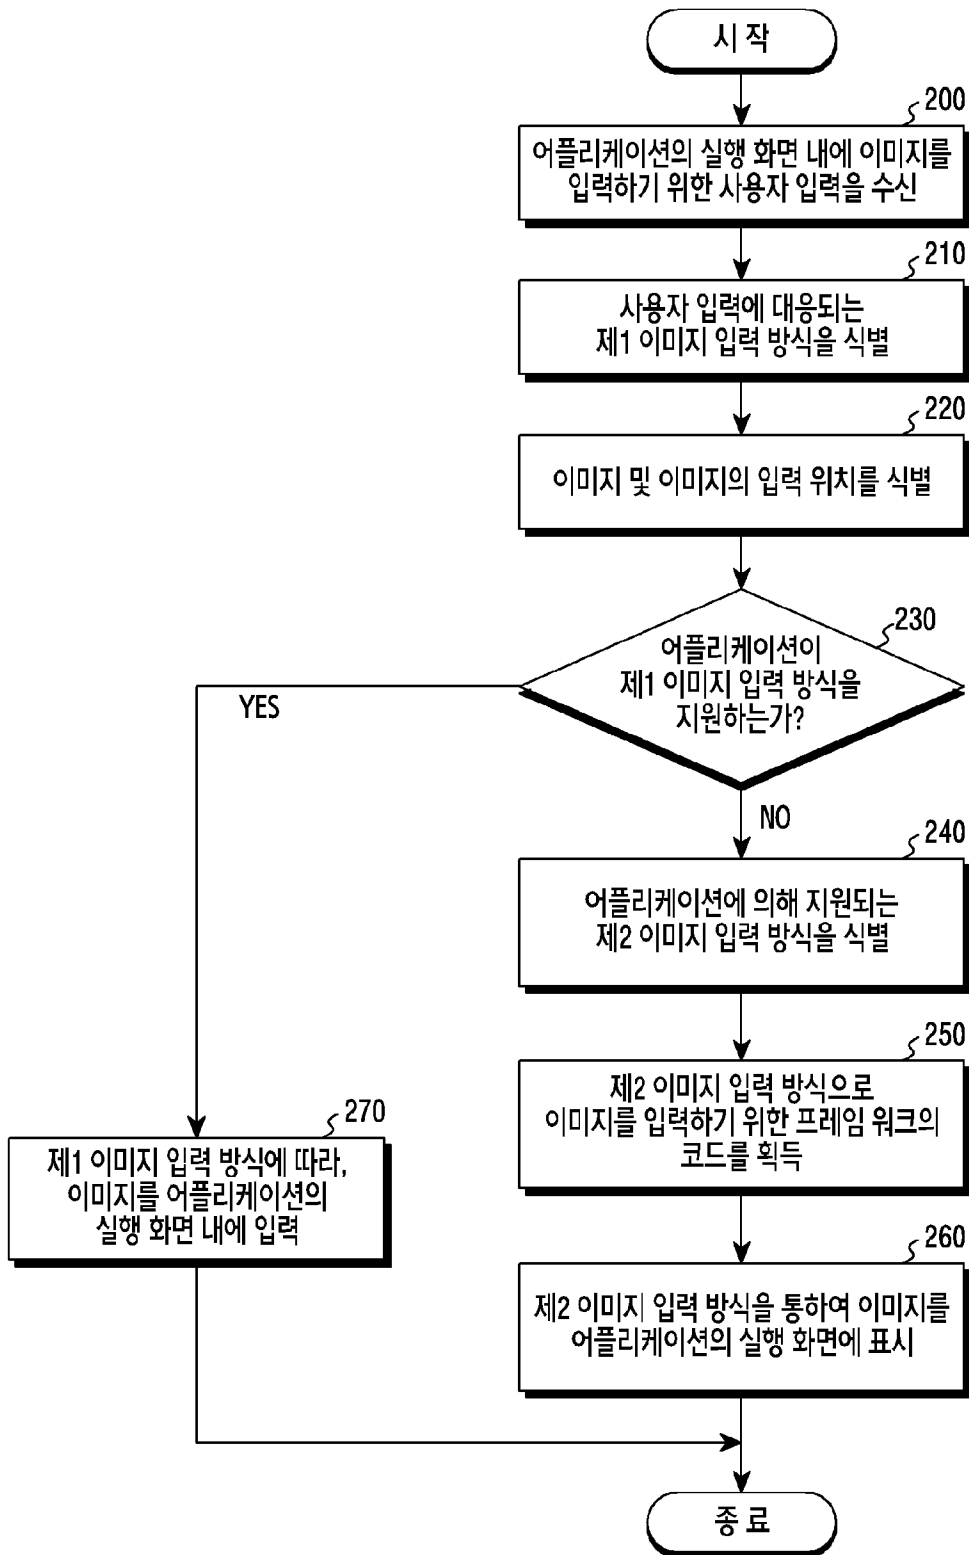 시 작
200
어플리케이션의 실행 화면 내에 이미지를
입력하기 위한 사용자 입력을 수신
210
사용자 입력에 대응되는
제1 이미지 입력 방식을 식별
220
이미지 및 이미지의 입력 위치를 식별
230
어플리케이션이
제1 이미지 입력 방식을
지원하는가?
YES
NO
240
어플리케이션에 의해 지원되는
제2 이미지 입력 방식을 식별
250
제2 이미지 입력 방식으로
이미지를 입력하기 위한 프레임 워크의
코드를 획득
270
제1 이미지 입력 방식에 따라,
이미지를 어플리케이션의
실행 화면 내에 입력
260
제2 이미지 입력 방식을 통하여 이미지를
어플리케이션의 실행 화면에 표시
종 료